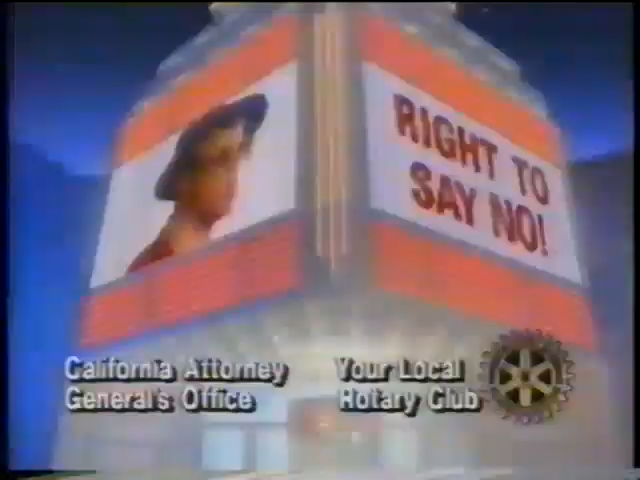 RIGHT TO
SAY NO!
California Attorney
General's Office
Your Local
Rotary Club